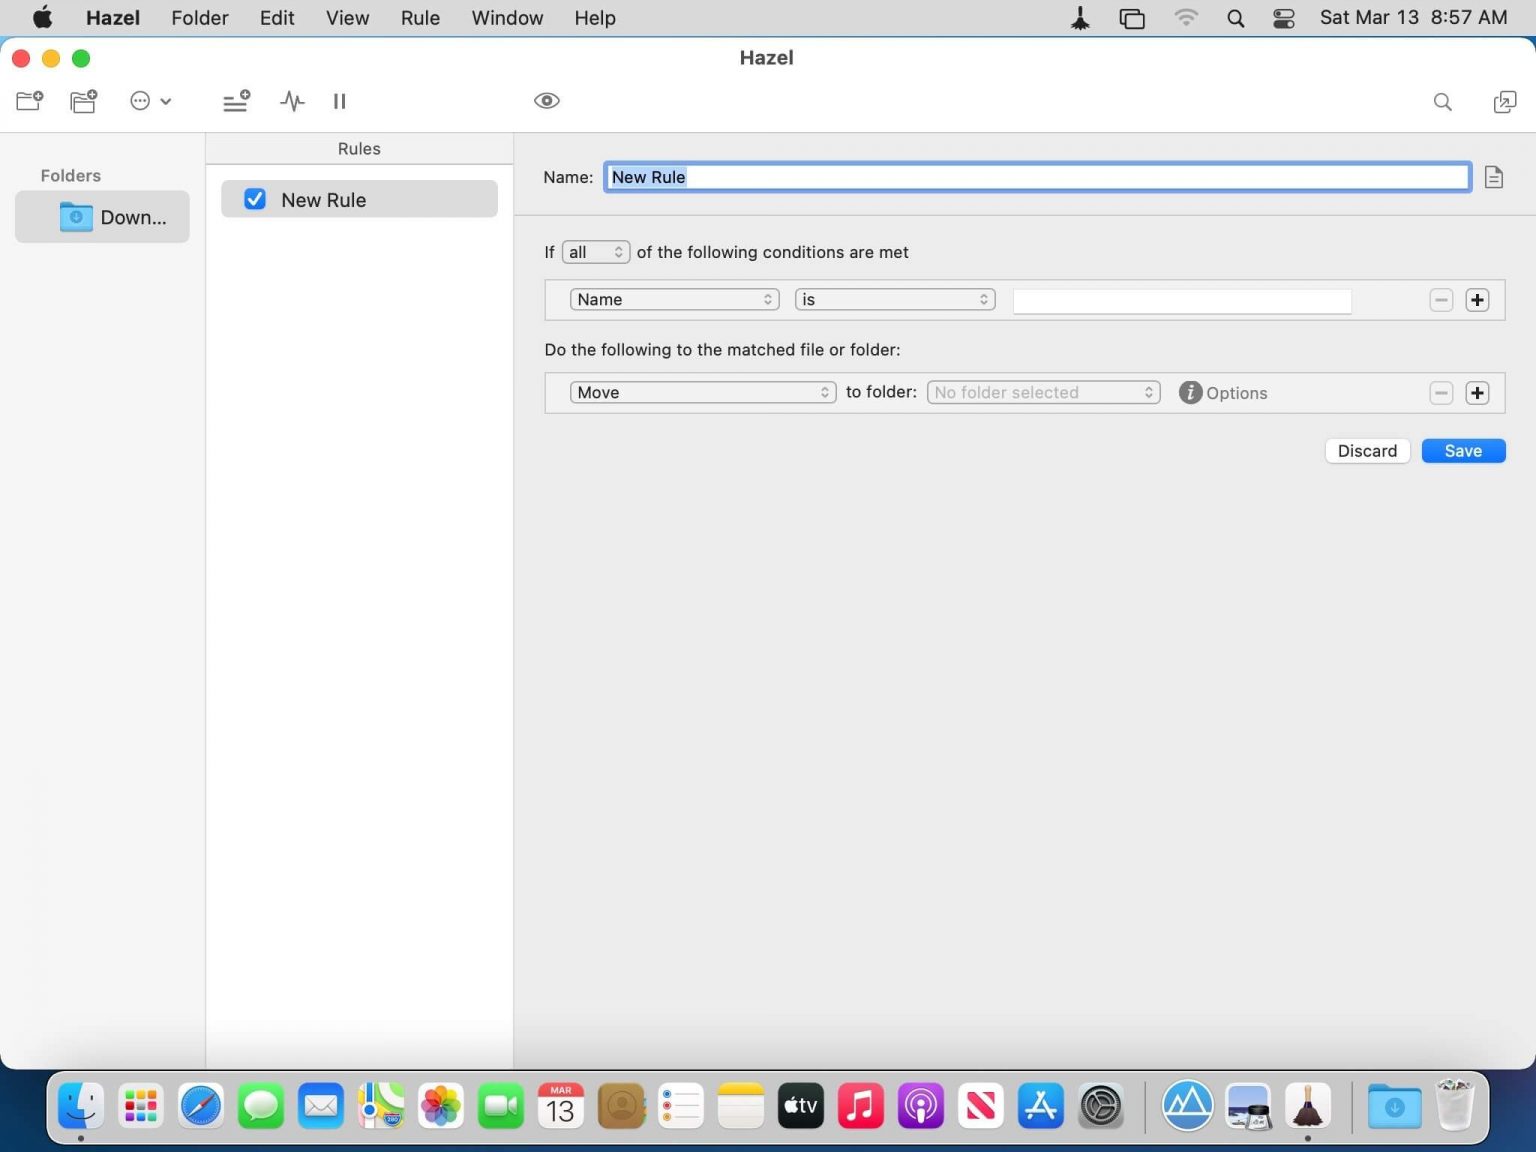 Hazel Folder Edit View Rule Window Help Sat Mar 13 8:57 AM
Hazel
Rules
Folders
Down...
New Rule
Name: New Rule
If all of the following conditions are met
Name is
Do the following to the matched file or folder:
Move to folder: No folder selected i Options
Discard Save
MAR
13
tv